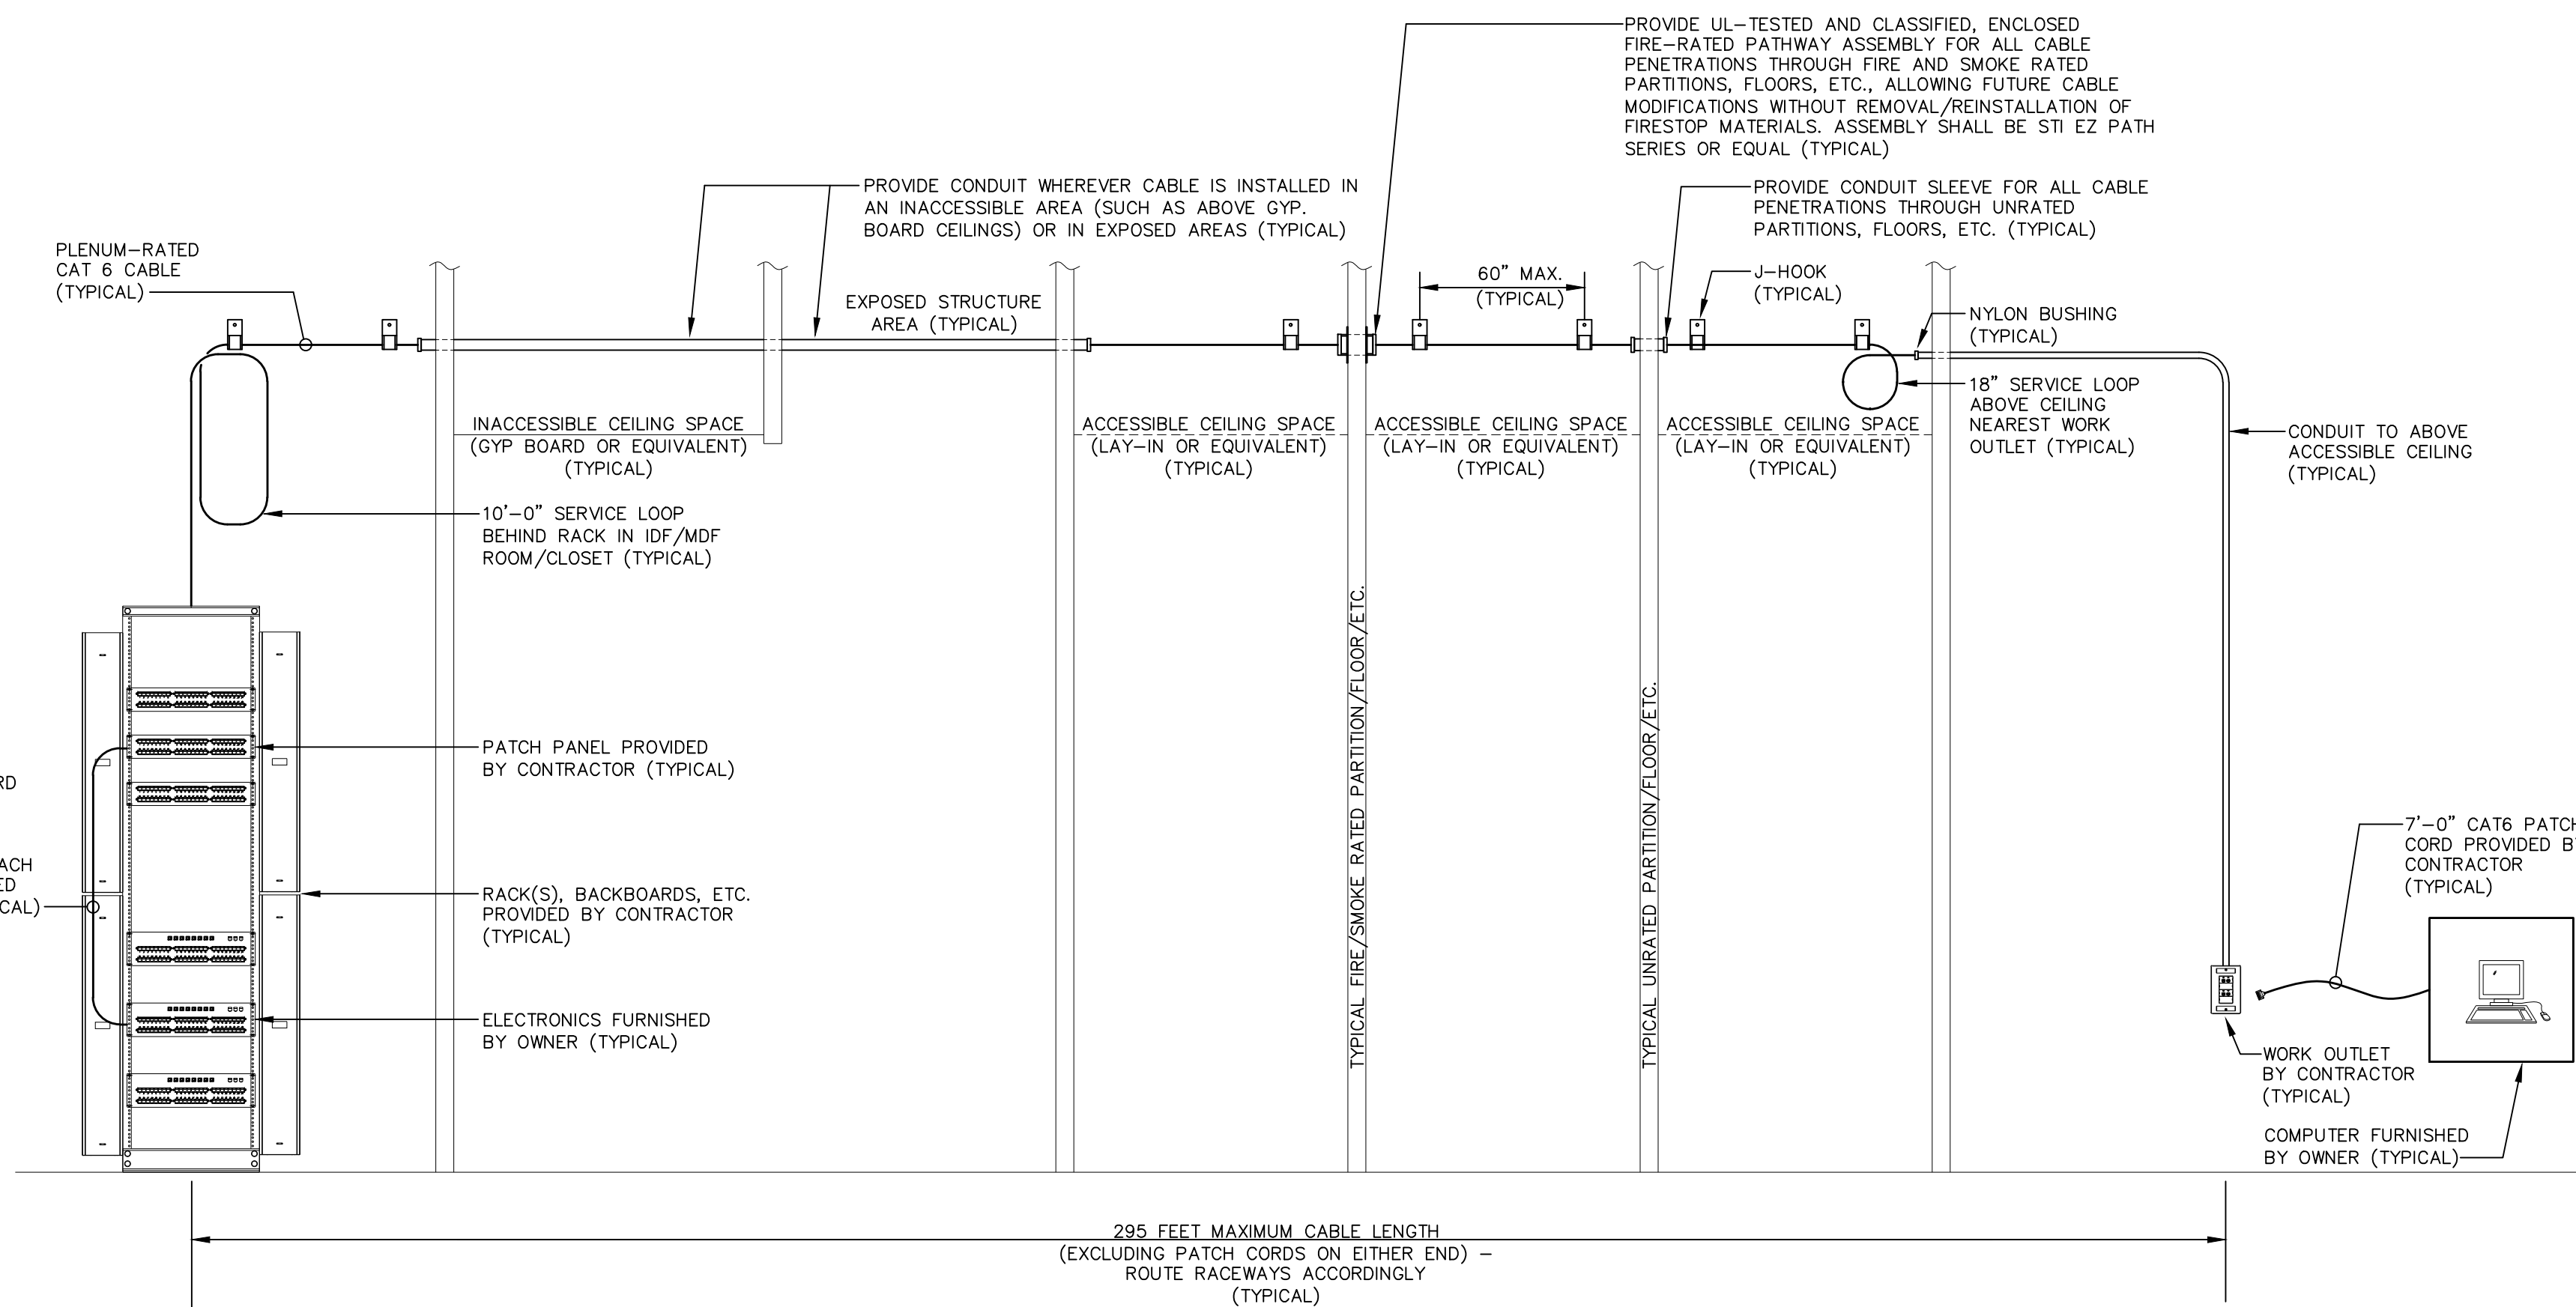 PROVIDE UL-TESTED AND CLASSIFIED, ENCLOSED
FIRE-RATED PATHWAY ASSEMBLY FOR ALL CABLE
PENETRATIONS THROUGH FIRE AND SMOKE RATED
PARTITIONS, FLOORS, ETC., ALLOWING FUTURE CABLE
MODIFICATIONS WITHOUT REMOVAL/REINSTALLATION OF
FIRESTOP MATERIALS. ASSEMBLY SHALL BE STI EZ PATH
SERIES OR EQUAL (TYPICAL)
PROVIDE CONDUIT WHEREVER CABLE IS INSTALLED IN
AN INACCESSIBLE AREA (SUCH AS ABOVE GYP.
BOARD CEILINGS) OR IN EXPOSED AREAS (TYPICAL)
PROVIDE CONDUIT SLEEVE FOR ALL CABLE
PENETRATIONS THROUGH UNRATED
PARTITIONS, FLOORS, ETC. (TYPICAL)
PLENUM-RATED
CAT 6 CABLE
(TYPICAL)
EXPOSED STRUCTURE
AREA (TYPICAL)
60" MAX.
(TYPICAL)
J-HOOK
(TYPICAL)
NYLON BUSHING
(TYPICAL)
18" SERVICE LOOP
ABOVE CEILING
NEAREST WORK
OUTLET (TYPICAL)
CONDUIT TO ABOVE
ACCESSIBLE CEILING
(TYPICAL)
INACCESSIBLE CEILING SPACE
(GYP BOARD OR EQUIVALENT)
(TYPICAL)
ACCESSIBLE CEILING SPACE
(LAY-IN OR EQUIVALENT)
(TYPICAL)
ACCESSIBLE CEILING SPACE
(LAY-IN OR EQUIVALENT)
(TYPICAL)
ACCESSIBLE CEILING SPACE
(LAY-IN OR EQUIVALENT)
(TYPICAL)
10'-0" SERVICE LOOP
BEHIND RACK IN IDF/MDF
ROOM/CLOSET (TYPICAL)
TYPICAL FIRE/SMOKE RATED PARTITION/FLOOR/ETC.
TYPICAL UNRATED PARTITION/FLOOR/ETC.
PATCH PANEL PROVIDED
BY CONTRACTOR (TYPICAL)
RACK(S), BACKBOARDS, ETC.
PROVIDED BY CONTRACTOR
(TYPICAL)
ELECTRONICS FURNISHED
BY OWNER (TYPICAL)
7'-0" CAT6 PATCH
CORD PROVIDED BY
CONTRACTOR
(TYPICAL)
WORK OUTLET
BY CONTRACTOR
(TYPICAL)
COMPUTER FURNISHED
BY OWNER (TYPICAL)
295 FEET MAXIMUM CABLE LENGTH
(EXCLUDING PATCH CORDS ON EITHER END) -
ROUTE RACEWAYS ACCORDINGLY
(TYPICAL)